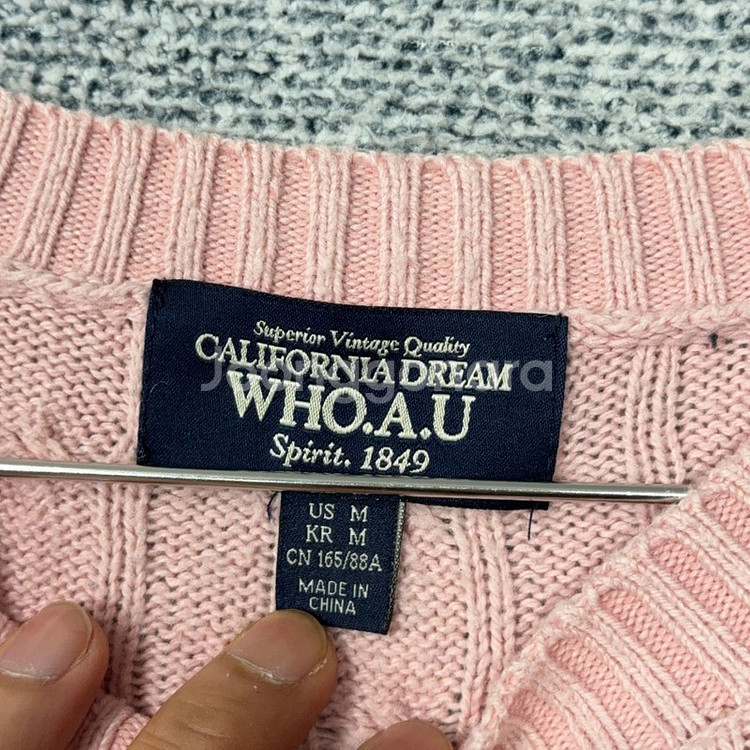 Superior Vintage Quality
CALIFORNIA DREAM
WHO.A.U
Spirit. 1849
US M
KR M
CN 165/88A
MADE IN
CHINA